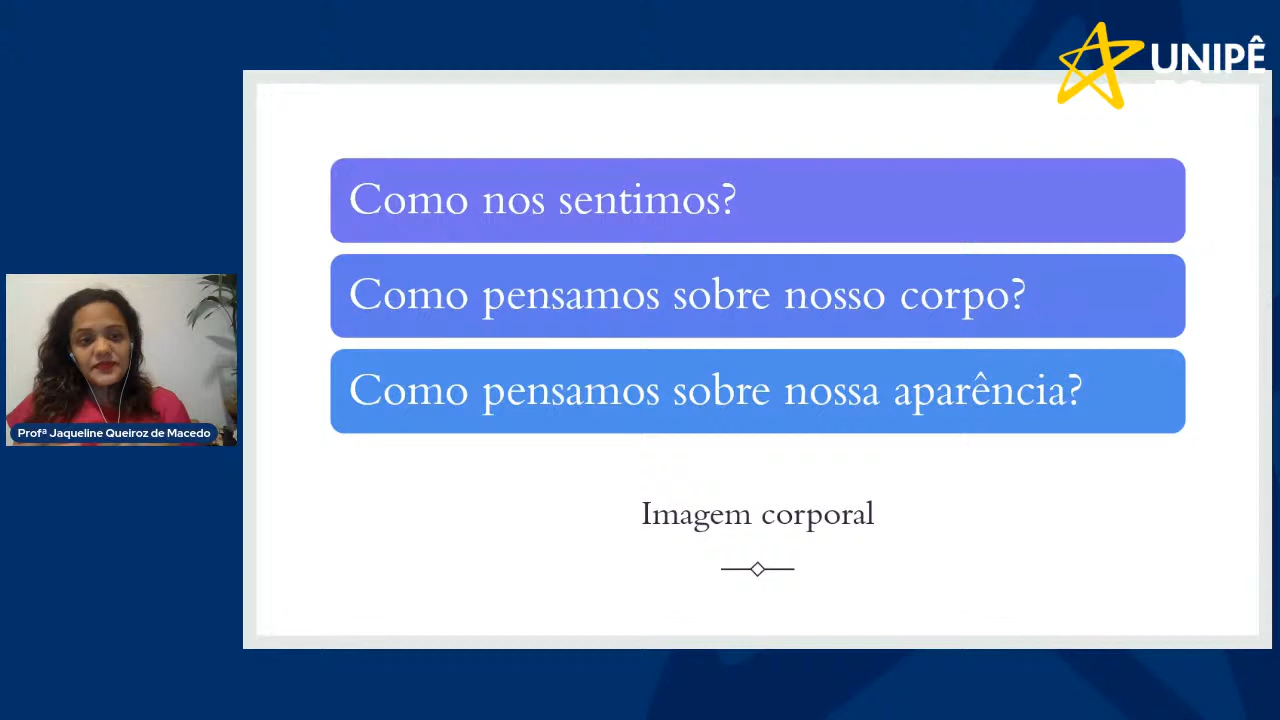 UNIPÊ
Como nos sentimos?
Como pensamos sobre nosso corpo?
Como pensamos sobre nossa aparência?
Profª Jaqueline Queiroz de Macedo
Imagem corporal